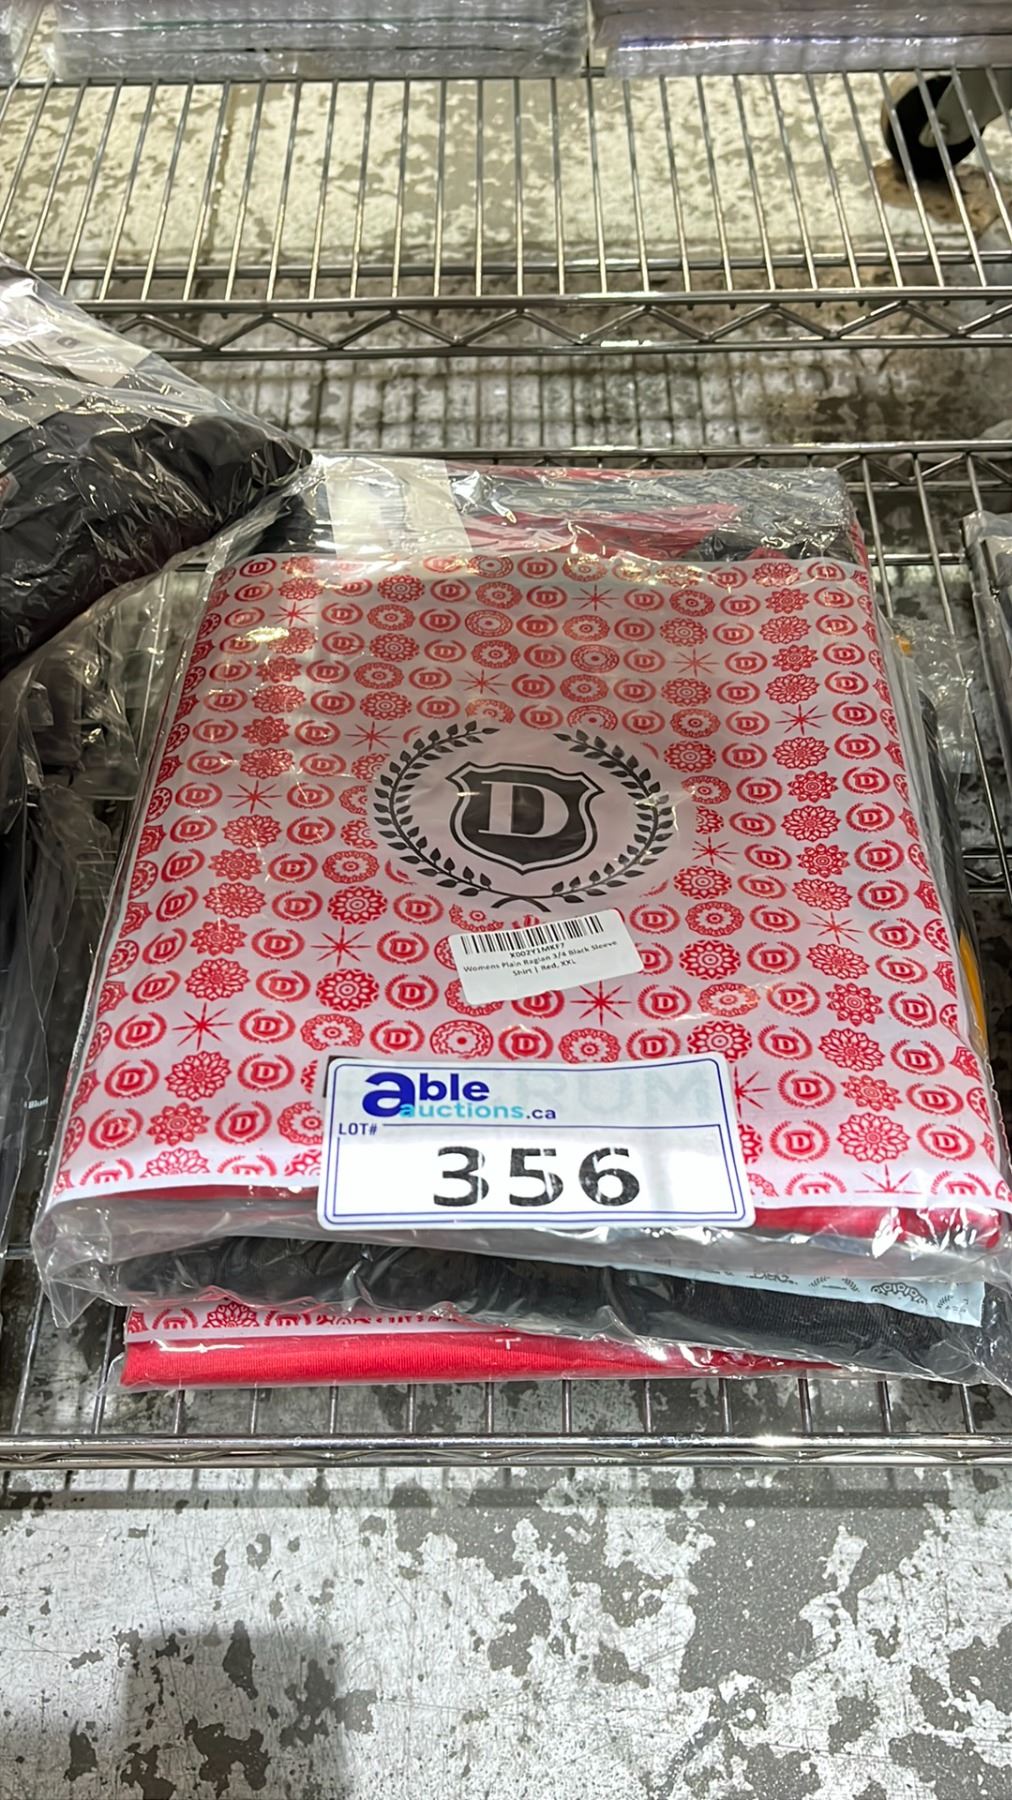 D
X002Y1MKF7
Womens Plain Raglan 3/4 Black Sleeve
Shirt | Red, XXL
able
auctions.ca
LOT#
356